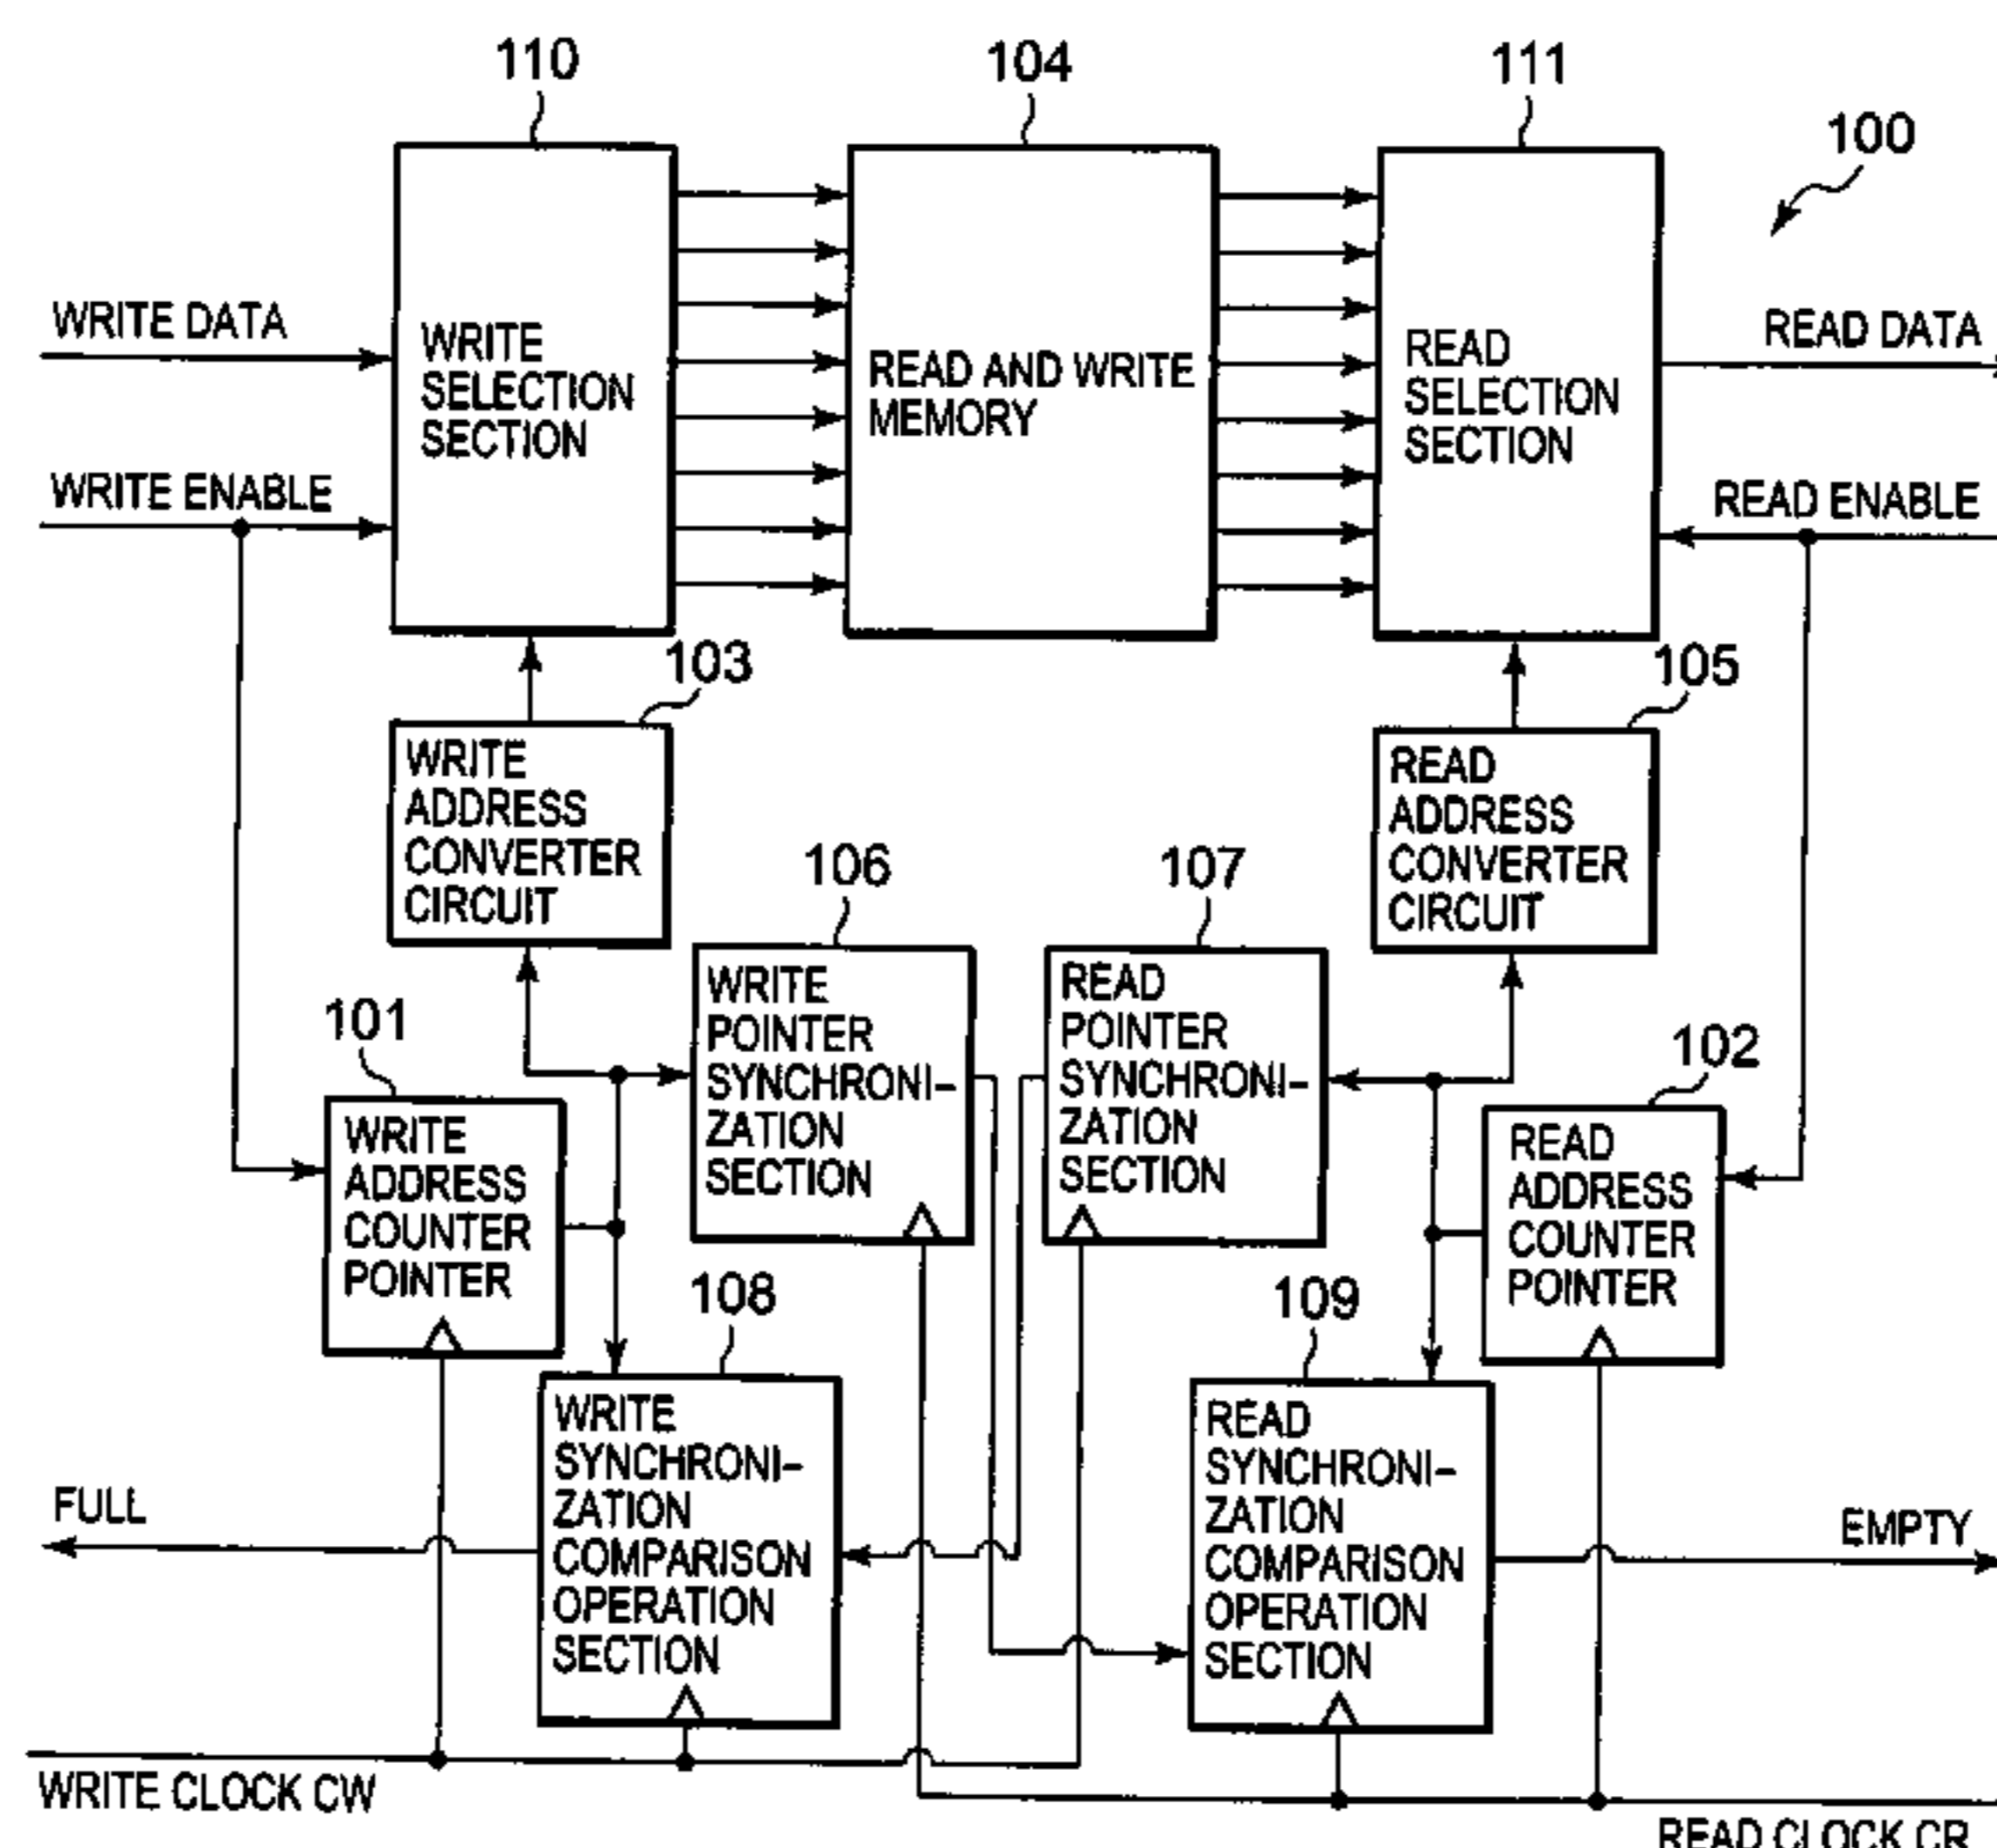 110
104
111
100
WRITE DATA
WRITE
SELECTION
SECTION
READ AND WRITE
MEMORY
READ
SELECTION
SECTION
READ DATA
WRITE ENABLE
READ ENABLE
103
105
WRITE
ADDRESS
CONVERTER
CIRCUIT
READ
ADDRESS
CONVERTER
CIRCUIT
106
107
WRITE
POINTER
SYNCHRONI-
ZATION
SECTION
READ
POINTER
SYNCHRONI-
ZATION
SECTION
101
102
WRITE
ADDRESS
COUNTER
POINTER
READ
ADDRESS
COUNTER
POINTER
108
109
WRITE
SYNCHRONI-
ZATION
COMPARISON
OPERATION
SECTION
READ
SYNCHRONI-
ZATION
COMPARISON
OPERATION
SECTION
FULL
EMPTY
WRITE CLOCK CW
READ CLOCK CR